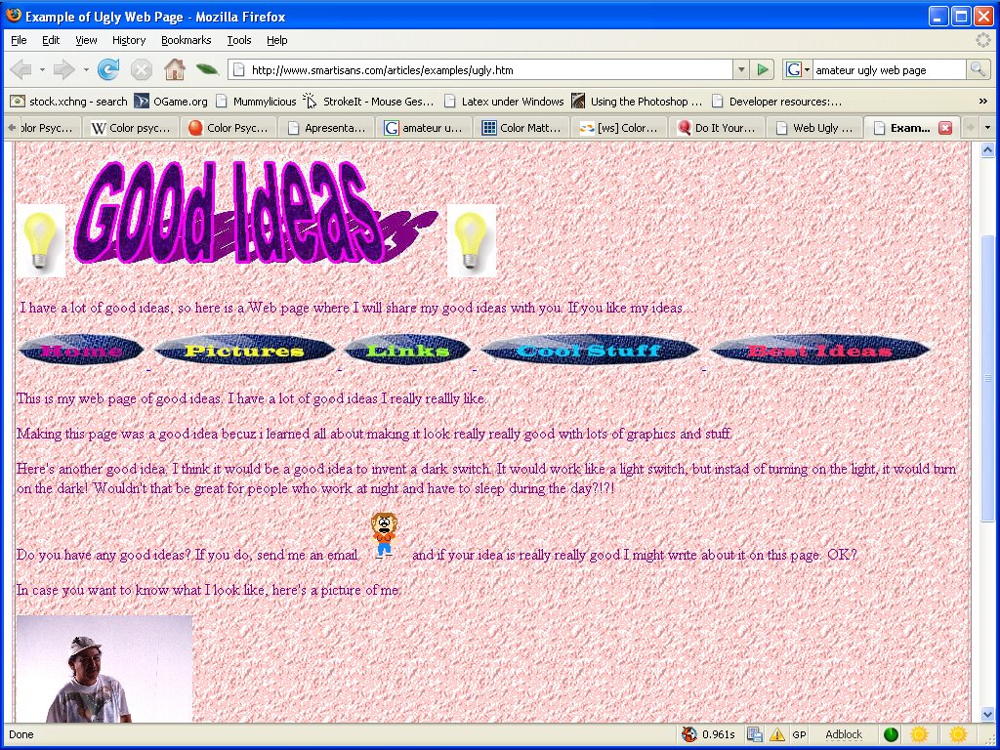 Example of Ugly Web Page - Mozilla Firefox
File Edit View History Bookmarks Tools Help
http://www.smartisans.com/articles/examples/ugly.htm
amateur ugly web page
stock.xchng - search OGame.org Mummylicious StrokeIt - Mouse Ges... Latex under Windows Using the Photoshop ... Developer resources:... »
olor Psyc... Color psyc... Color Psyc... Apresenta... amateur u... Color Matt... [ws] Color... Do It Your... Web Ugly ... Exam...
Good Ideas
I have a lot of good ideas, so here is a Web page where I will share my good ideas with you. If you like my ideas....
Home Pictures Links Cool Stuff Best Ideas
This is my web page of good ideas. I have a lot of good ideas I really reallly like.
Making this page was a good idea becuz i learned all about making it look really really good with lots of graphics and stuff.
Here's another good idea. I think it would be a good idea to invent a dark switch. It would work like a light switch, but instad of turning on the light, it would turn
on the dark! Wouldn't that be great for people who work at night and have to sleep during the day?!?!
Do you have any good ideas? If you do, send me an email and if your idea is really really good I might write about it on this page. OK?
In case you want to know what I look like, here's a picture of me.
Done 0.961s GP Adblock